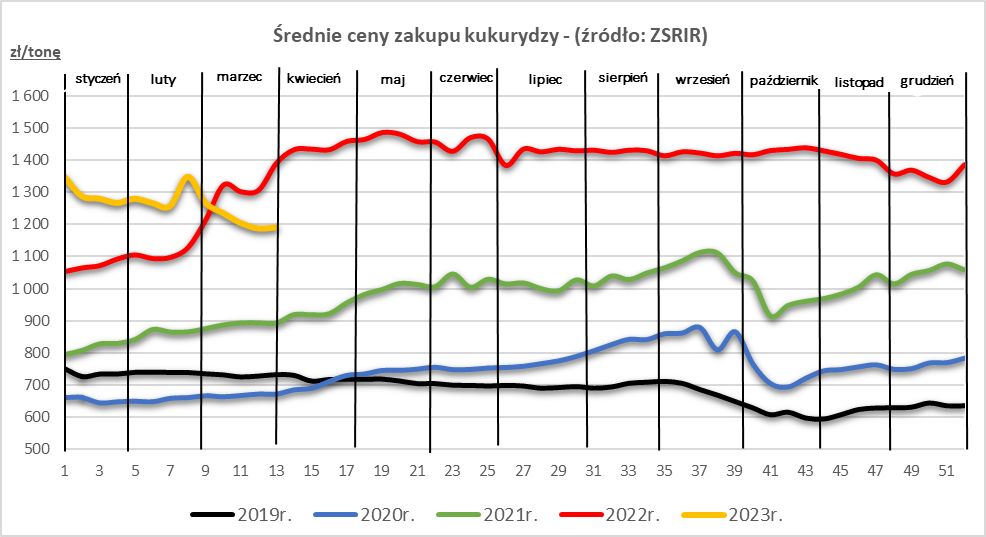 Średnie ceny zakupu kukurydzy - (źródło: ZSRIR)
zł/tonę
styczeń luty marzec kwiecień maj czerwiec lipiec sierpień wrzesień październik listopad grudzień
1 600
1 500
1 400
1 300
1 200
1 100
1 000
900
800
700
600
500
1 3 5 7 9 11 13 15 17 19 21 23 25 27 29 31 33 35 37 39 41 43 45 47 49 51
2019r. 2020r. 2021r. 2022r. 2023r.